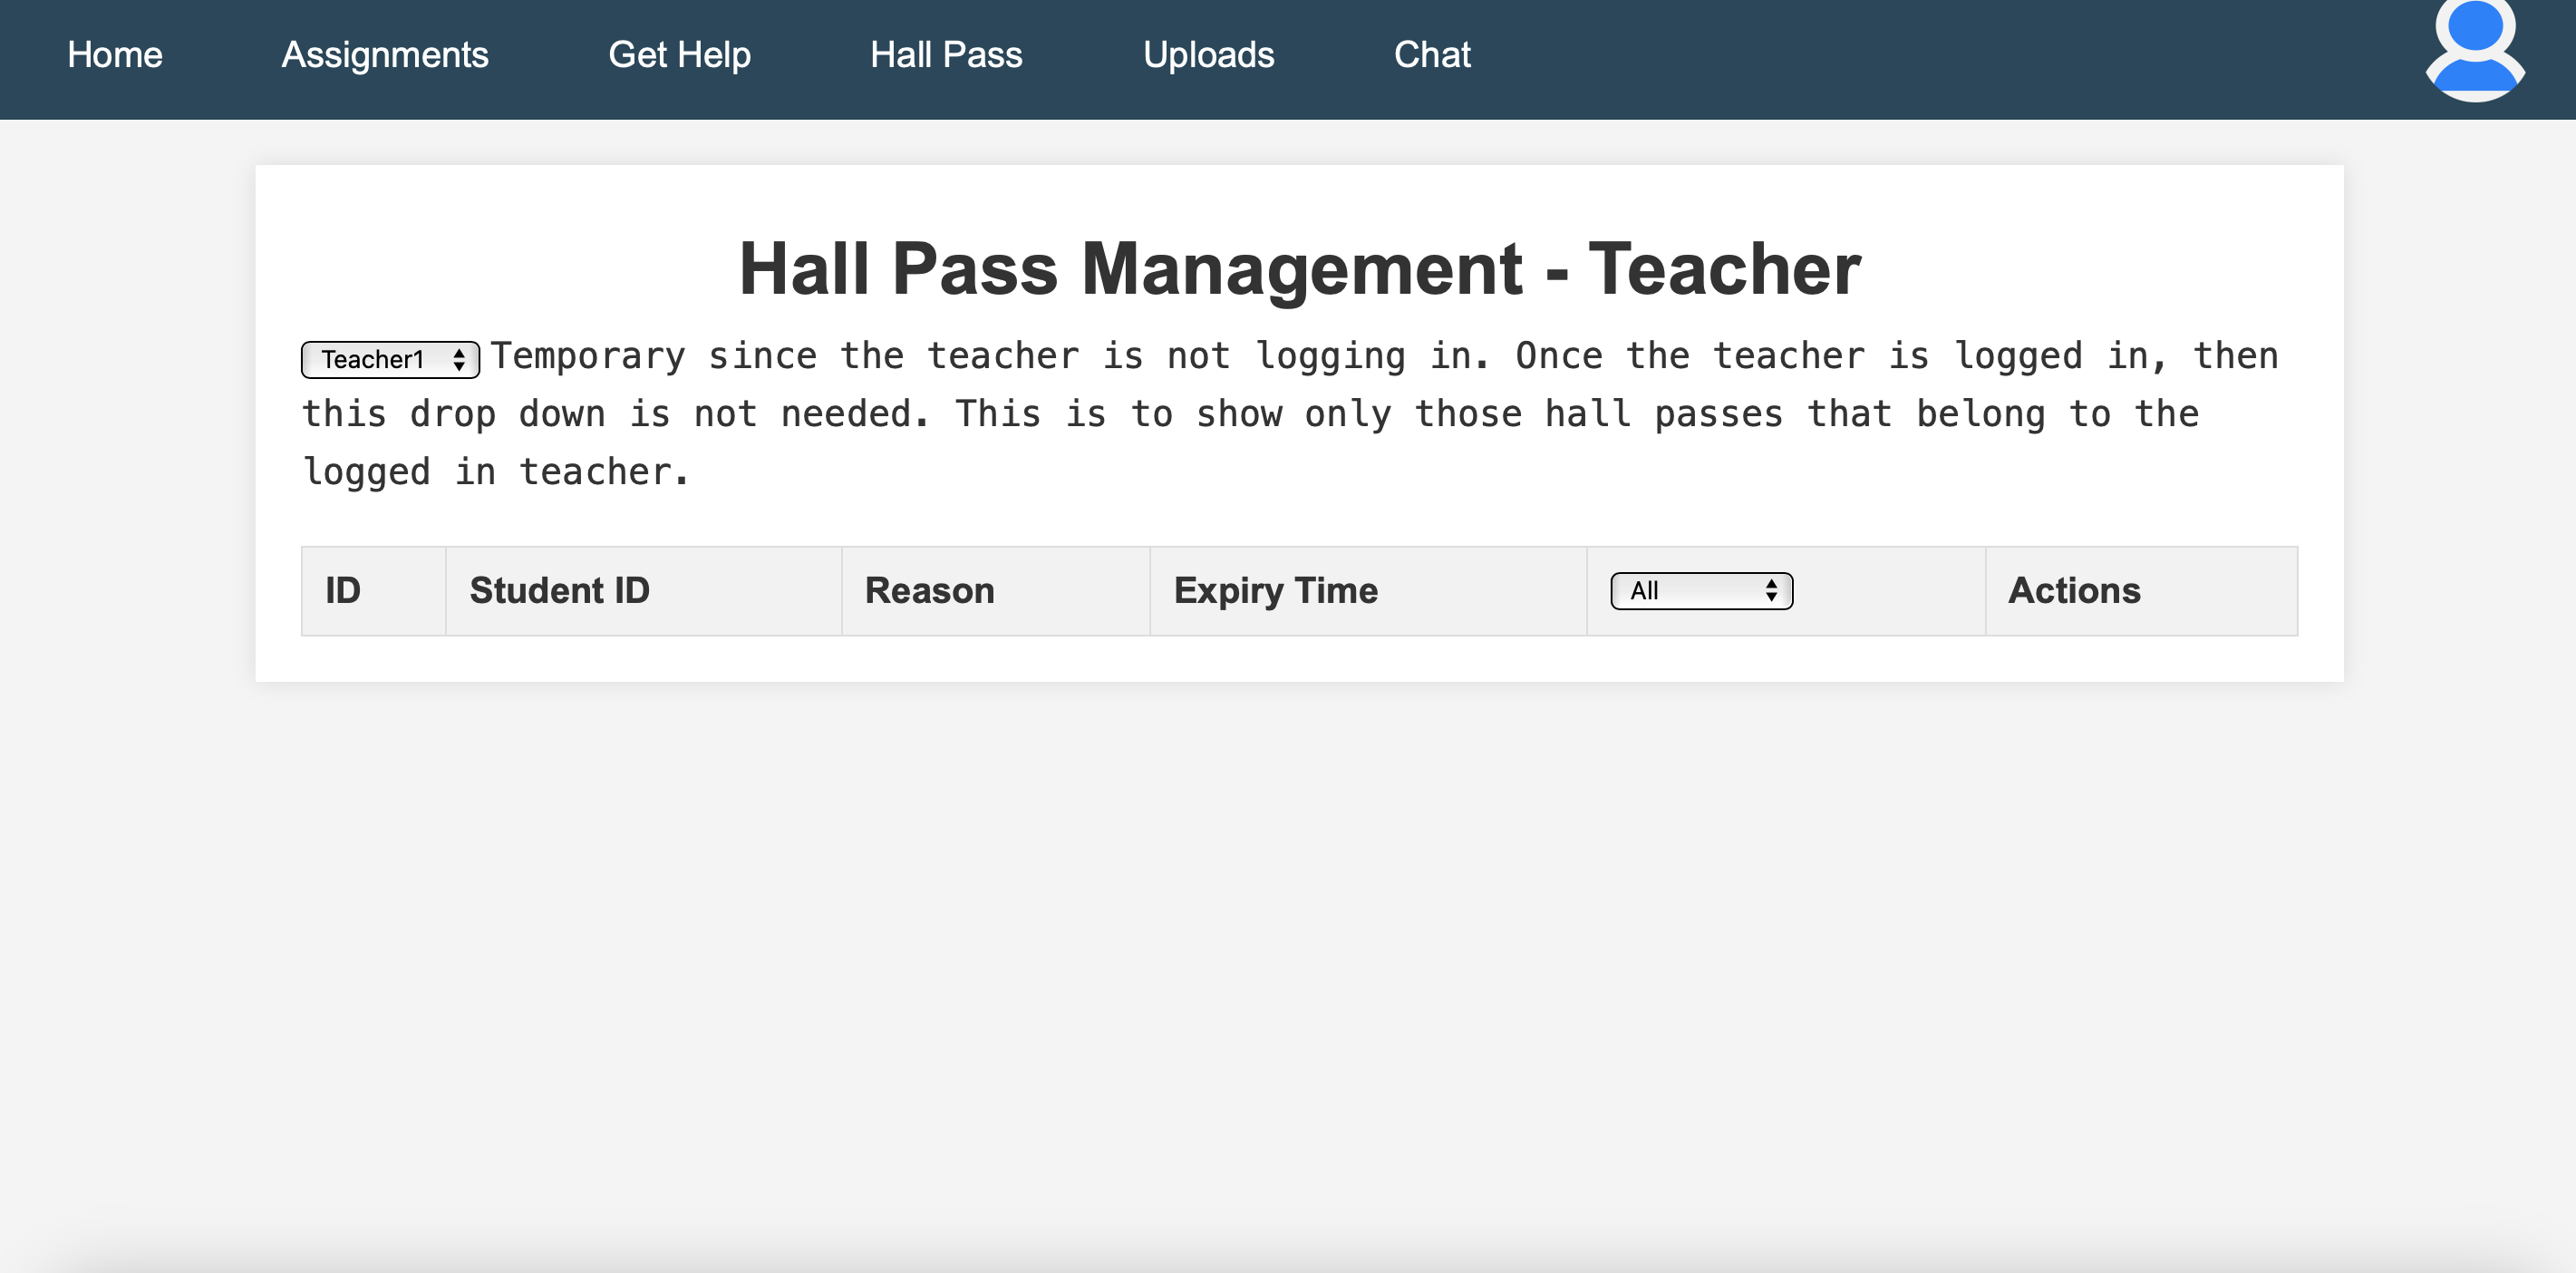 Home Assignments Get Help Hall Pass Uploads Chat
Hall Pass Management - Teacher
Teacher1 Temporary since the teacher is not logging in. Once the teacher is logged in, then
this drop down is not needed. This is to show only those hall passes that belong to the
logged in teacher.
ID Student ID Reason Expiry Time All Actions